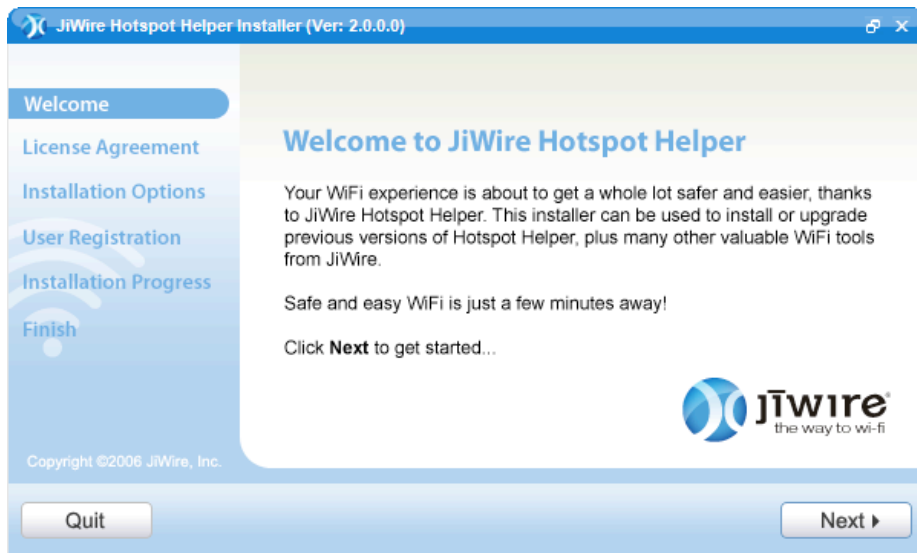 JiWire Hotspot Helper Installer (Ver: 2.0.0.0)
Welcome
License Agreement
Installation Options
User Registration
Installation Progress
Finish
Copyright ©2006 JiWire, Inc.
Welcome to JiWire Hotspot Helper
Your WiFi experience is about to get a whole lot safer and easier, thanks
to JiWire Hotspot Helper. This installer can be used to install or upgrade
previous versions of Hotspot Helper, plus many other valuable WiFi tools
from JiWire.
Safe and easy WiFi is just a few minutes away!
Click Next to get started...
jīwıre
the way to wi-fi
Quit
Next